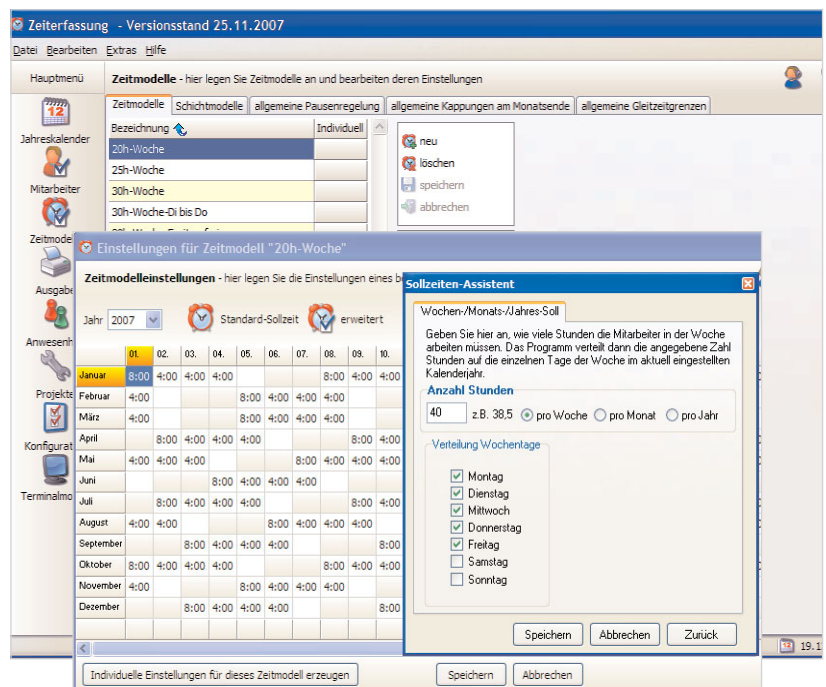 Zeiterfassung - Versionsstand 25.11.2007
Datei Bearbeiten Extras Hilfe
Hauptmenü
Zeitmodelle - hier legen Sie Zeitmodelle an und bearbeiten deren Einstellungen
Zeitmodelle Schichtmodelle allgemeine Pausenregelung allgemeine Kappungen am Monatsende allgemeine Gleitzeitgrenzen
12
Jahreskalender
Mitarbeiter
Zeitmode
Ausgabe
Anwesenh
Projekte
Konfigurat
Terminalmo
Bezeichnung Individuell
20h-Woche
25h-Woche
30h-Woche
30h-Woche-Di bis Do
neu
löschen
speichern
abbrechen
Einstellungen für Zeitmodell "20h-Woche"
Zeitmodelleinstellungen - hier legen Sie die Einstellungen eines b
Jahr 2007 Standard-Sollzeit erweitert
01. 02. 03. 04. 05. 06. 07. 08. 09. 10.
Januar 8:00 4:00 4:00 4:00 8:00 4:00 4:00
Februar 4:00 8:00 4:00 4:00 4:00
März 4:00 8:00 4:00 4:00 4:00
April 8:00 4:00 4:00 4:00 8:00 4:00
Mai 4:00 4:00 4:00 8:00 4:00 4:00 4:00
Juni 8:00 4:00 4:00 4:00
Juli 8:00 4:00 4:00 4:00 8:00 4:00
August 4:00 4:00 8:00 4:00 4:00 4:00
September 8:00 4:00 4:00 4:00 8:00
Oktober 8:00 4:00 4:00 4:00 8:00 4:00 4:00
November 4:00 8:00 4:00 4:00 4:00
Dezember 8:00 4:00 4:00 4:00 8:00
Individuelle Einstellungen für dieses Zeitmodell erzeugen Speichern Abbrechen
Sollzeiten-Assistent
Wochen-/Monats-/Jahres-Soll
Geben Sie hier an, wie viele Stunden die Mitarbeiter in der Woche
arbeiten müssen. Das Programm verteilt dann die angegebene Zahl
Stunden auf die einzelnen Tage der Woche im aktuell eingestellten
Kalenderjahr.
Anzahl Stunden
40 z.B. 38,5 pro Woche pro Monat pro Jahr
Verteilung Wochentage
Montag
Dienstag
Mittwoch
Donnerstag
Freitag
Samstag
Sonntag
Speichern Abbrechen Zurück
12 19.1